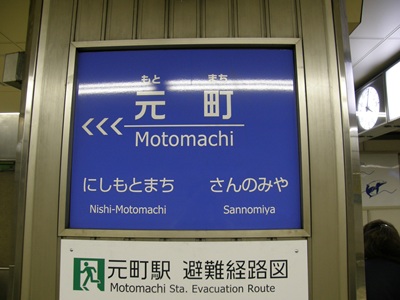 もと まち
元 町
Motomachi
にしもとまち さんのみや
Nishi-Motomachi Sannomiya
元町駅 避難経路図
Motomachi Sta. Evacuation Route